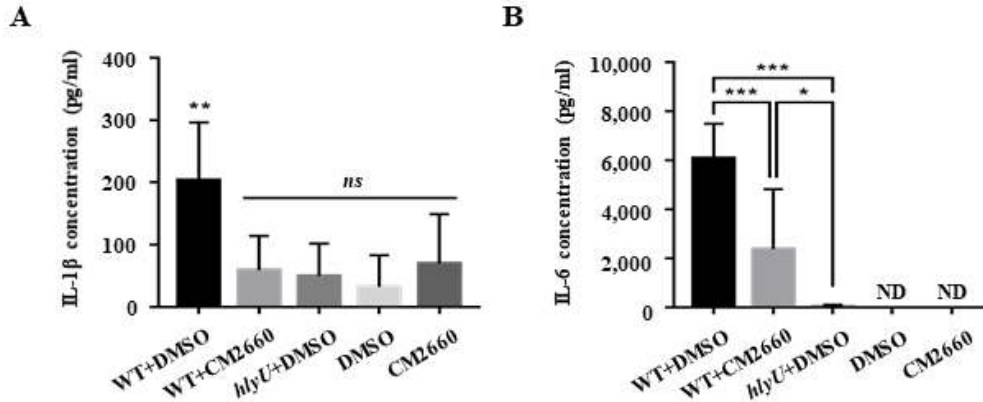 A
IL-1β concentration (pg/ml)
400
300
200
100
0
**
ns
WT+DMSO
WT+CM2660
hlyU+DMSO
DMSO
CM2660
B
IL-6 concentration (pg/ml)
10,000
8,000
6,000
4,000
2,000
0
***
*** *
ND ND
WT+DMSO
WT+CM2660
hlyU+DMSO
DMSO
CM2660